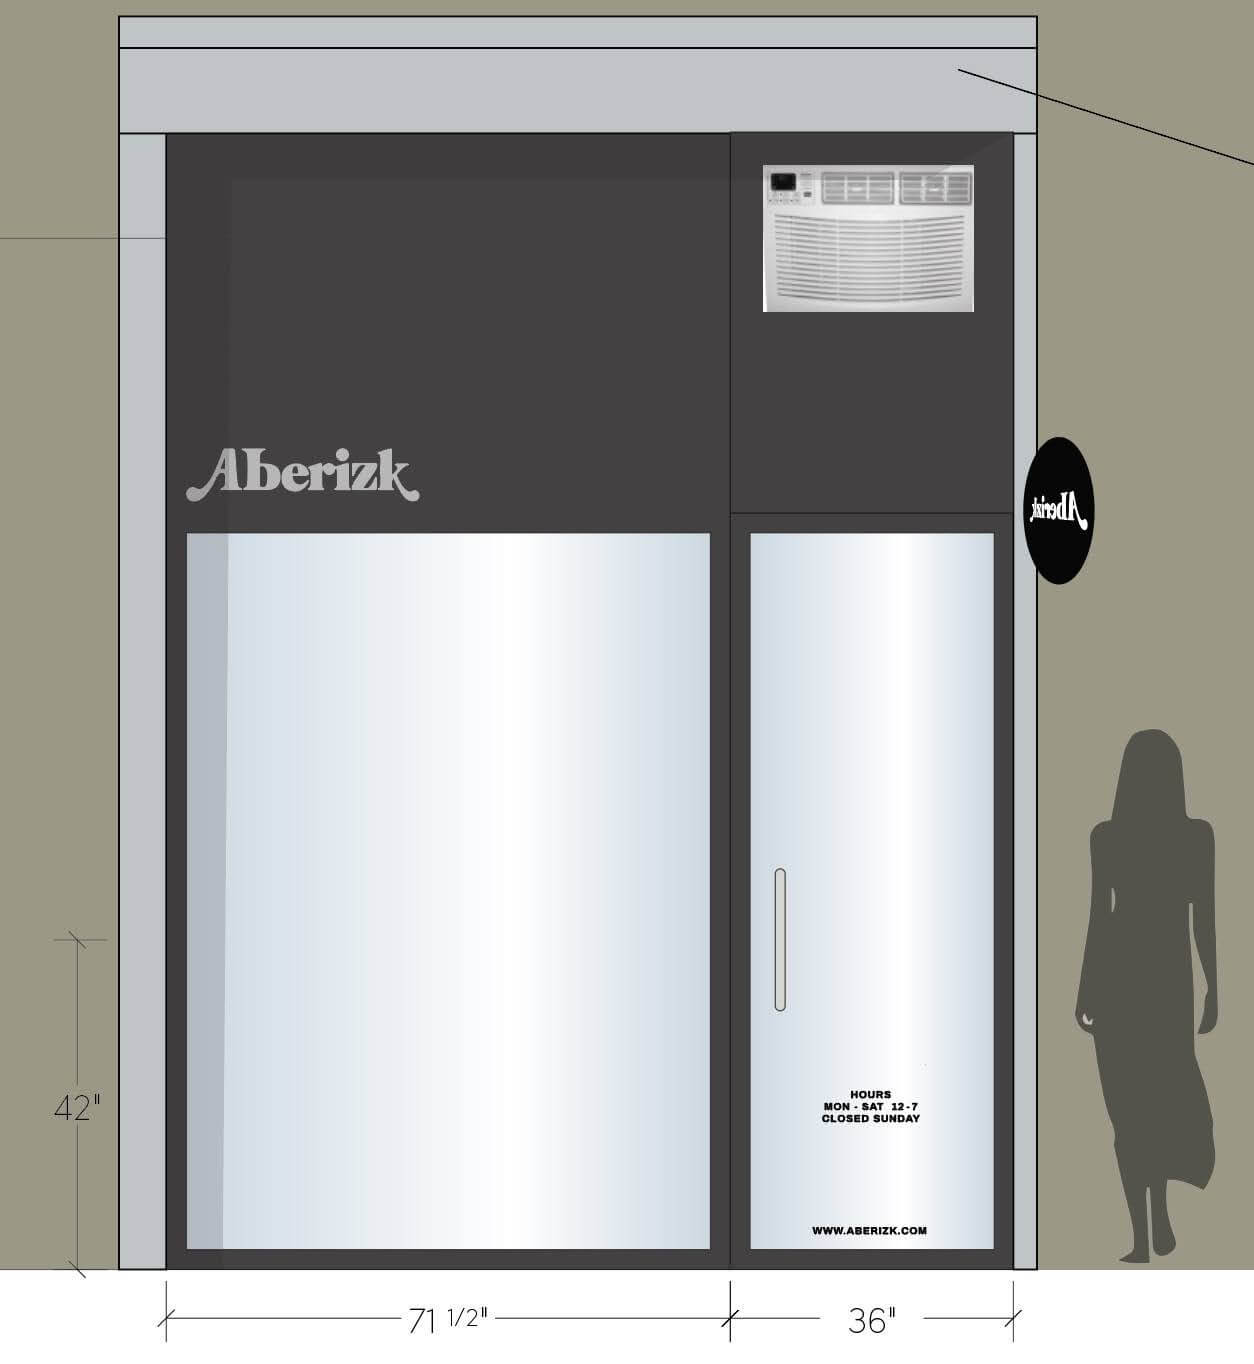 Aberizk
Aberizk
HOURS
MON - SAT 12-7
CLOSED SUNDAY
WWW.ABERIZK.COM
42"
71 1/2"
36"